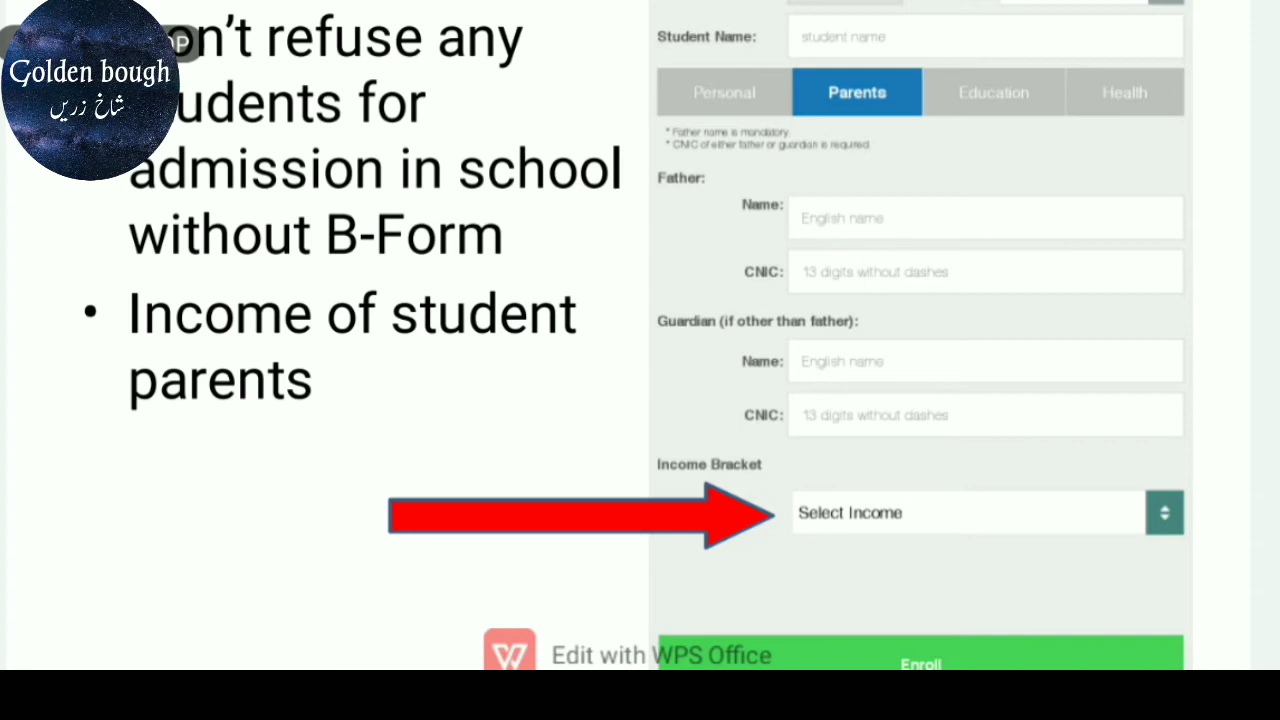 on't refuse any
udents for
admission in school
without B-Form
• Income of student
parents
Golden bough
شاخ زریں
Student Name: student name
Personal Parents Education Health
* Father name is mandatory
* CNIC of either father or guardian is required
Father:
Name: English name
CNIC: 13 digits without dashes
Guardian (if other than father):
Name: English name
CNIC: 13 digits without dashes
Income Bracket
Select Income
Enroll
Edit with WPS Office